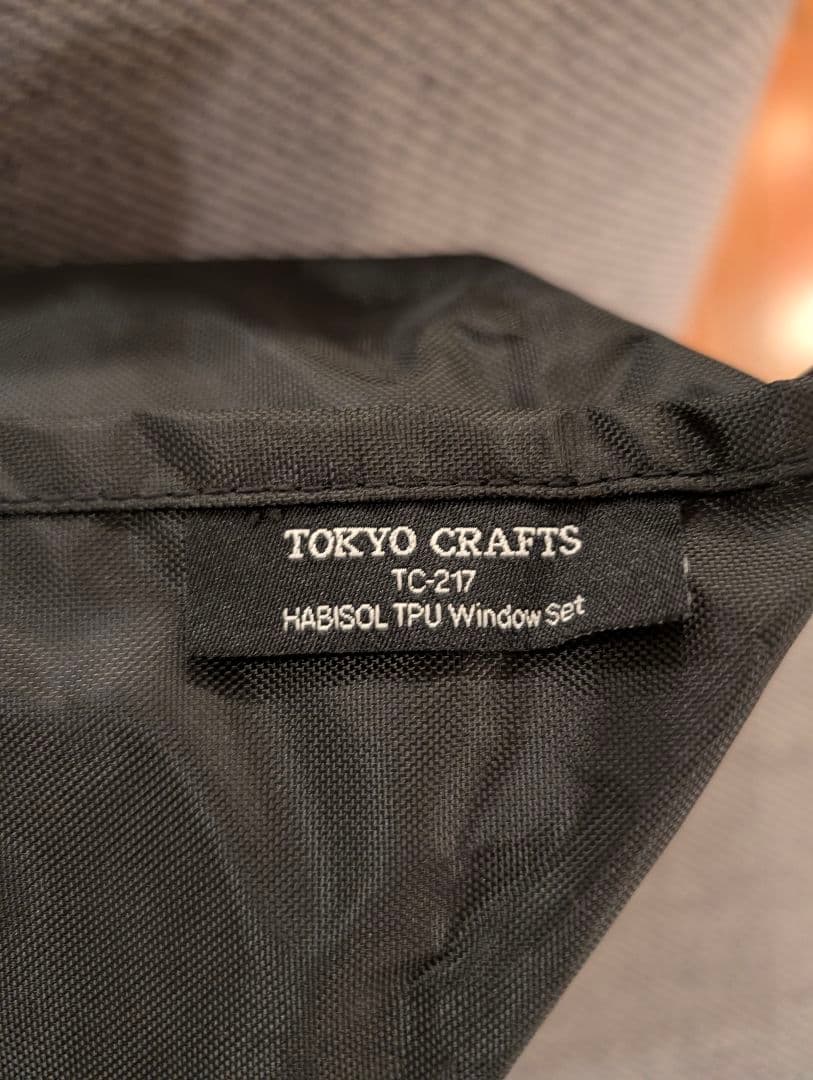 TOKYO CRAFTS
TC-217
HABISOL TPU Window Set